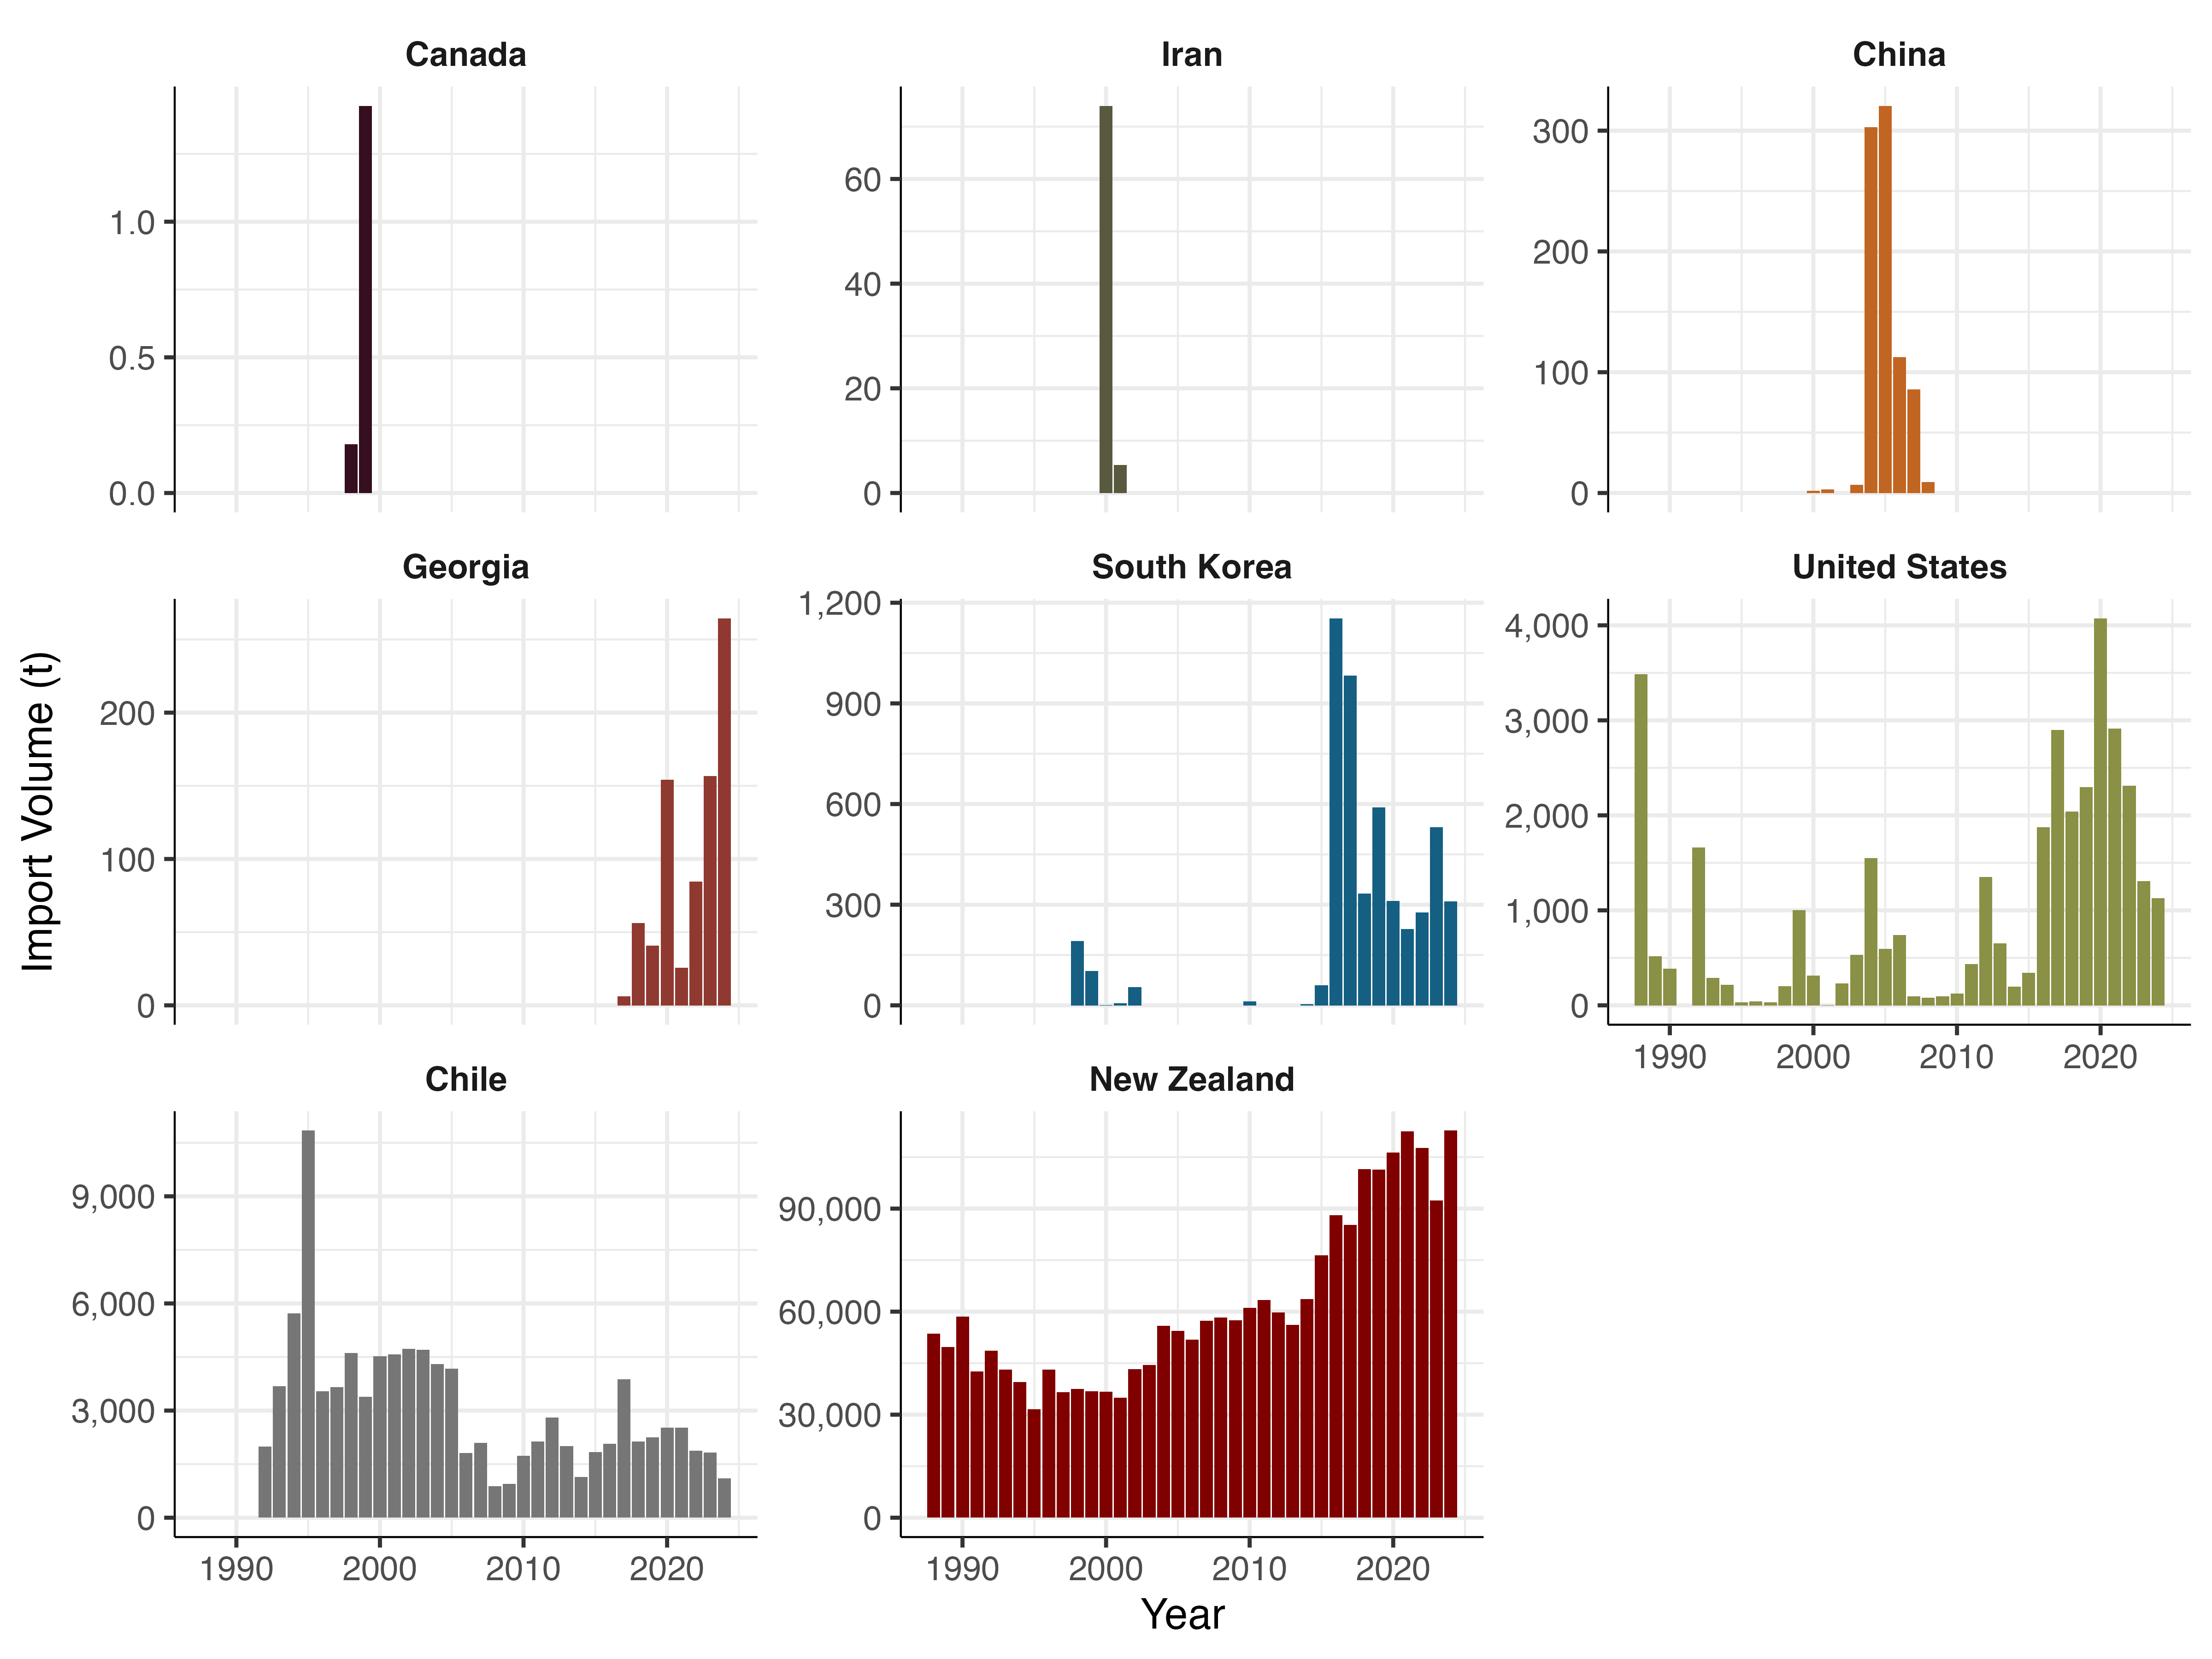 Canada
Iran
China
1.0
0.5
0.0
60
40
20
0
300
200
100
0
Georgia
South Korea
United States
200
100
0
1,200
900
600
300
0
4,000
3,000
2,000
1,000
0
1990 2000 2010 2020
Import Volume (t)
Chile
New Zealand
9,000
6,000
3,000
0
90,000
60,000
30,000
0
1990 2000 2010 2020
1990 2000 2010 2020
Year